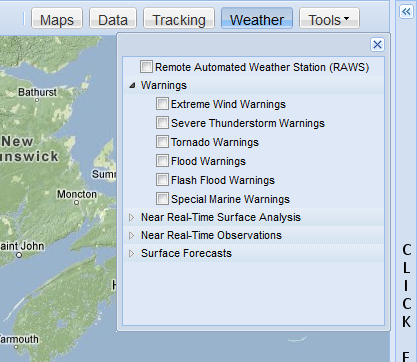 Maps Data Tracking Weather Tools
Remote Automated Weather Station (RAWS)
Warnings
Extreme Wind Warnings
Severe Thunderstorm Warnings
Tornado Warnings
Flood Warnings
Flash Flood Warnings
Special Marine Warnings
Near Real-Time Surface Analysis
Near Real-Time Observations
Surface Forecasts
Bathurst
New
unswick
Summ
Moncton
aint John
Yarmouth
C
L
I
C
K